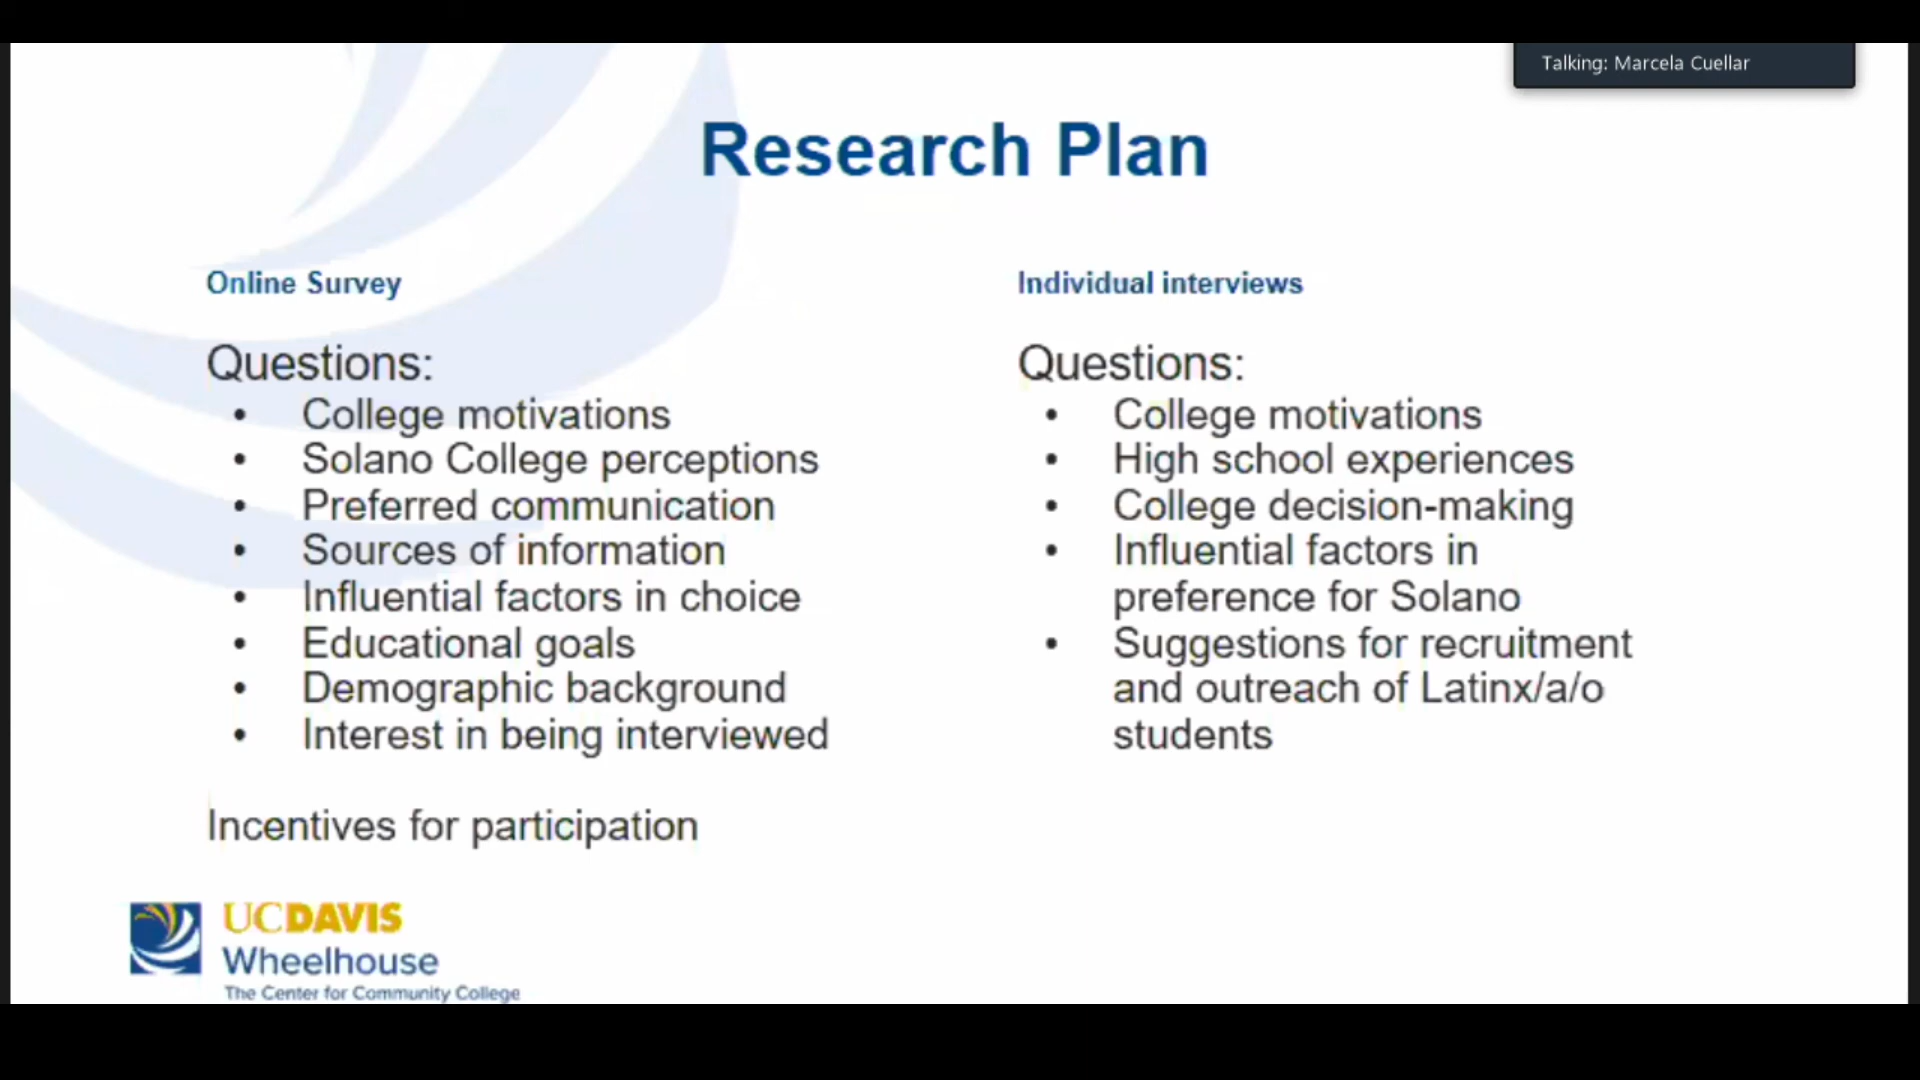 Talking: Marcela Cuellar
Research Plan
Online Survey
Questions:
• College motivations
• Solano College perceptions
• Preferred communication
• Sources of information
• Influential factors in choice
• Educational goals
• Demographic background
• Interest in being interviewed
Incentives for participation
Individual interviews
Questions:
• College motivations
• High school experiences
• College decision-making
• Influential factors in
preference for Solano
• Suggestions for recruitment
and outreach of Latinx/a/o
students
UCDAVIS
Wheelhouse
The Center for Community College